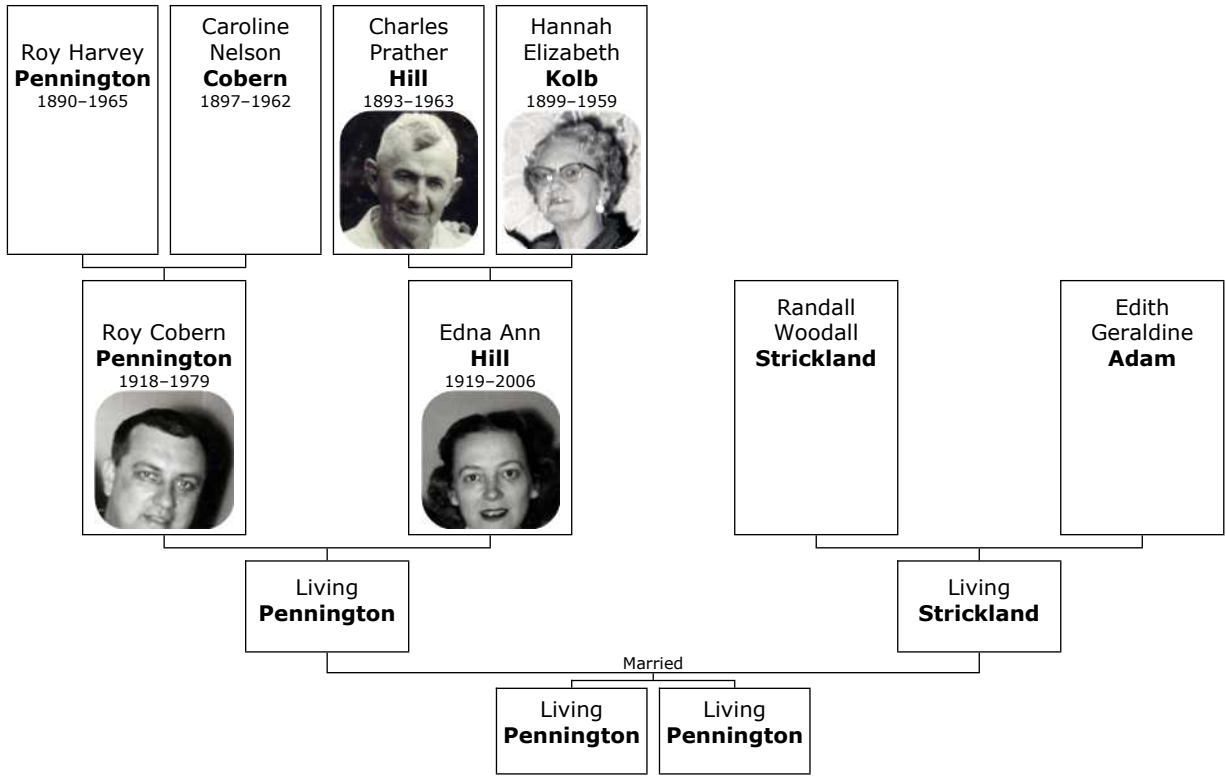 Roy Harvey
Pennington
1890–1965
Caroline
Nelson
Cobern
1897–1962
Charles
Prather
Hill
1893–1963
Hannah
Elizabeth
Kolb
1899–1959
Roy Cobern
Pennington
1918–1979
Edna Ann
Hill
1919–2006
Randall
Woodall
Strickland
Edith
Geraldine
Adam
Living
Pennington
Living
Strickland
Married
Living
Pennington
Living
Pennington